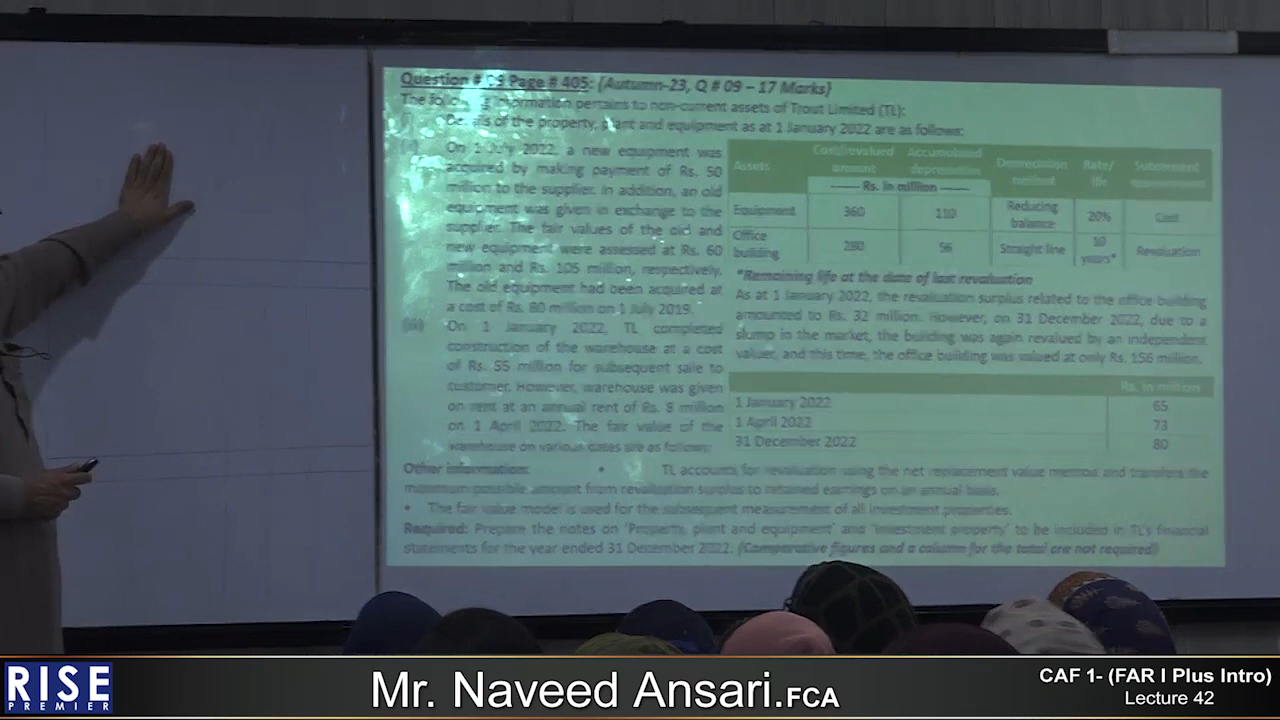 Question # 09 Page # 405: (Autumn-23, Q # 09 – 17 Marks)
The following information pertains to non-current assets of Trout Limited (TL):
Details of the property, plant and equipment as at 1 January 2022 are as follows:
On 1 July 2022, a new equipment was
acquired by making payment of Rs. 50
million to the supplier. In addition, an old
equipment was given in exchange to the
supplier. The fair values of the old and
new equipment were assessed at Rs. 60
million and Rs. 105 million, respectively.
The old equipment had been acquired at
a cost of Rs. 80 million on 1 July 2019.
(iii) On 1 January 2022, TL completed
construction of the warehouse at a cost
of Rs. 55 million for subsequent sale to
customer. However, warehouse was given
on rent at an annual rent of Rs. 9 million
on 1 April 2022. The fair value of the
warehouse on various dates are as follows:
Assets Cost/revalued amount Accumulated depreciation Depreciation method Rate/ life Subsequent measurement
Rs. in million
Equipment 360 110 Reducing balance 20% Cost
Office building 280 56 Straight line 10 years* Revaluation
*Remaining life at the date of last revaluation
As at 1 January 2022, the revaluation surplus related to the office building
amounted to Rs. 32 million. However, on 31 December 2022, due to a
slump in the market, the building was again revalued by an independent
valuer, and this time, the office building was valued at only Rs. 156 million.
Rs. in million
1 January 2022 65
1 April 2022 73
31 December 2022 80
Other information: • TL accounts for revaluation using the net replacement value method and transfers the
maximum possible amount from revaluation surplus to retained earnings on an annual basis.
• The fair value model is used for the subsequent measurement of all investment properties.
Required: Prepare the notes on 'Property, plant and equipment' and 'Investment property' to be included in TL's financial
statements for the year ended 31 December 2022. (Comparative figures and a column for the total are not required)
RISE
PREMIER
Mr. Naveed Ansari.FCA
CAF 1- (FAR I Plus Intro)
Lecture 42